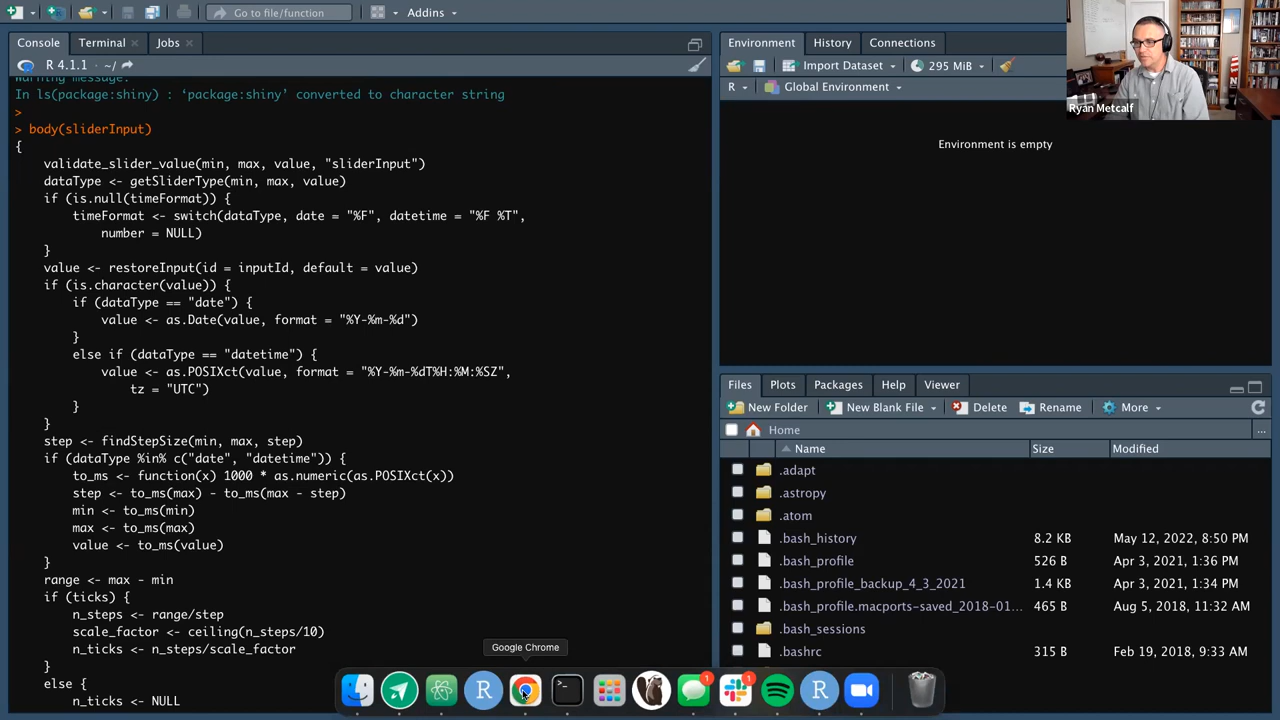 Go to file/function
Addins
Console
Terminal
Jobs
R 4.1.1 · ~/
Warning message:
In ls(package:shiny) : ‘package:shiny’ converted to character string
>
> body(sliderInput)
{
    validate_slider_value(min, max, value, "sliderInput")
    dataType <- getSliderType(min, max, value)
    if (is.null(timeFormat)) {
        timeFormat <- switch(dataType, date = "%F", datetime = "%F %T",
            number = NULL)
    }
    value <- restoreInput(id = inputId, default = value)
    if (is.character(value)) {
        if (dataType == "date") {
            value <- as.Date(value, format = "%Y-%m-%d")
        }
        else if (dataType == "datetime") {
            value <- as.POSIXct(value, format = "%Y-%m-%dT%H:%M:%SZ",
                tz = "UTC")
        }
    }
    step <- findStepSize(min, max, step)
    if (dataType %in% c("date", "datetime")) {
        to_ms <- function(x) 1000 * as.numeric(as.POSIXct(x))
        step <- to_ms(max) - to_ms(max - step)
        min <- to_ms(min)
        max <- to_ms(max)
        value <- to_ms(value)
    }
    range <- max - min
    if (ticks) {
        n_steps <- range/step
        scale_factor <- ceiling(n_steps/10)
        n_ticks <- n_steps/scale_factor
    }
    else {
        n_ticks <- NULL
Environment
History
Connections
Import Dataset
295 MiB
R
Global Environment
Environment is empty
Ryan Metcalf
Files
Plots
Packages
Help
Viewer
New Folder
New Blank File
Delete
Rename
More
Home
...
Name
Size
Modified
.adapt
.astropy
.atom
.bash_history 8.2 KB May 12, 2022, 8:50 PM
.bash_profile 526 B Apr 3, 2021, 1:36 PM
.bash_profile_backup_4_3_2021 1.4 KB Apr 3, 2021, 1:34 PM
.bash_profile.macports-saved_2018-01... 465 B Aug 5, 2018, 11:32 AM
.bash_sessions
.bashrc 315 B Feb 19, 2018, 9:33 AM
Google Chrome
R
>_
1
1
R